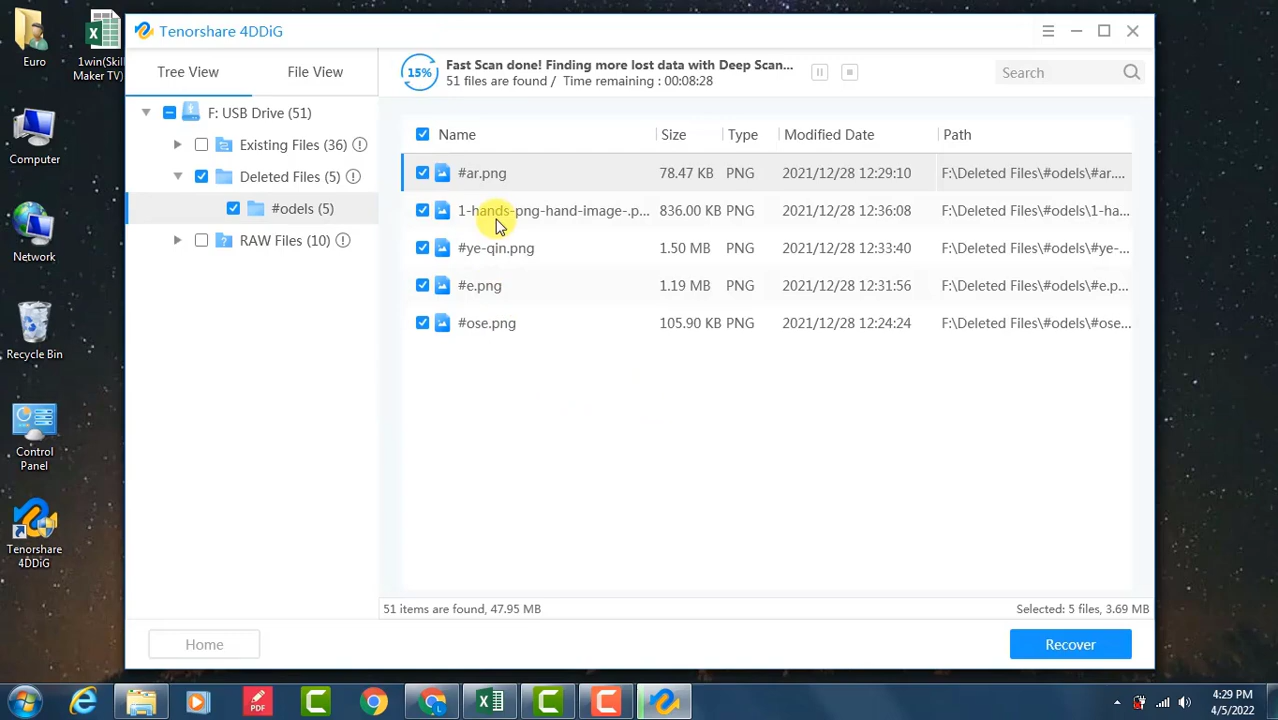 Euro
1win(Skill
Maker TV)
Computer
Network
Recycle Bin
Control
Panel
Tenorshare
4DDiG
Tenorshare 4DDiG
Tree View
File View
15%
Fast Scan done! Finding more lost data with Deep Scan...
51 files are found / Time remaining : 00:08:28
Search
F: USB Drive (51)
Existing Files (36)
Deleted Files (5)
#odels (5)
RAW Files (10)
Name Size Type Modified Date Path
#ar.png 78.47 KB PNG 2021/12/28 12:29:10 F:\Deleted Files\#odels\#ar....
1-hands-png-hand-image-.p... 836.00 KB PNG 2021/12/28 12:36:08 F:\Deleted Files\#odels\1-ha...
#ye-qin.png 1.50 MB PNG 2021/12/28 12:33:40 F:\Deleted Files\#odels\#ye-...
#e.png 1.19 MB PNG 2021/12/28 12:31:56 F:\Deleted Files\#odels\#e.p...
#ose.png 105.90 KB PNG 2021/12/28 12:24:24 F:\Deleted Files\#odels\#ose...
51 items are found, 47.95 MB
Selected: 5 files, 3.69 MB
Home
Recover
PDF
4:29 PM
4/5/2022